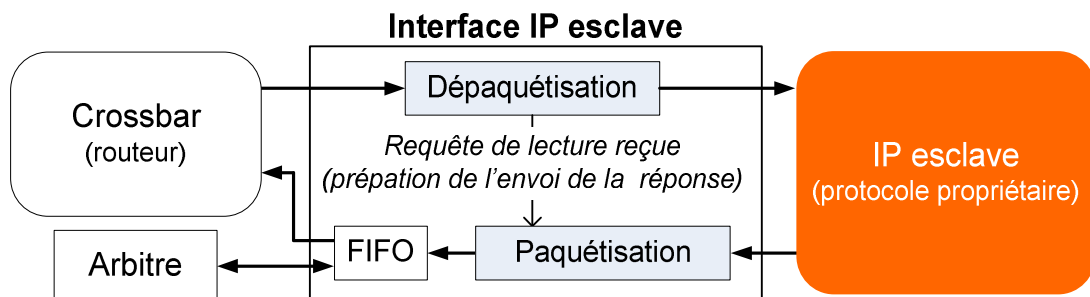 Interface IP esclave
Crossbar
(routeur)
Dépaquétisation
Requête de lecture reçue
(prépation de l'envoi de la réponse)
IP esclave
(protocole propriétaire)
Arbitre
FIFO
Paquétisation